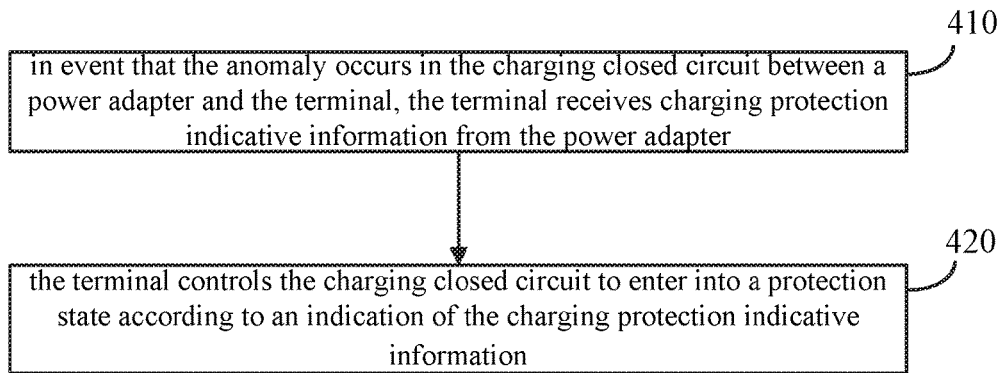 410
in event that the anomaly occurs in the charging closed circuit between a
power adapter and the terminal, the terminal receives charging protection
indicative information from the power adapter
420
the terminal controls the charging closed circuit to enter into a protection
state according to an indication of the charging protection indicative
information